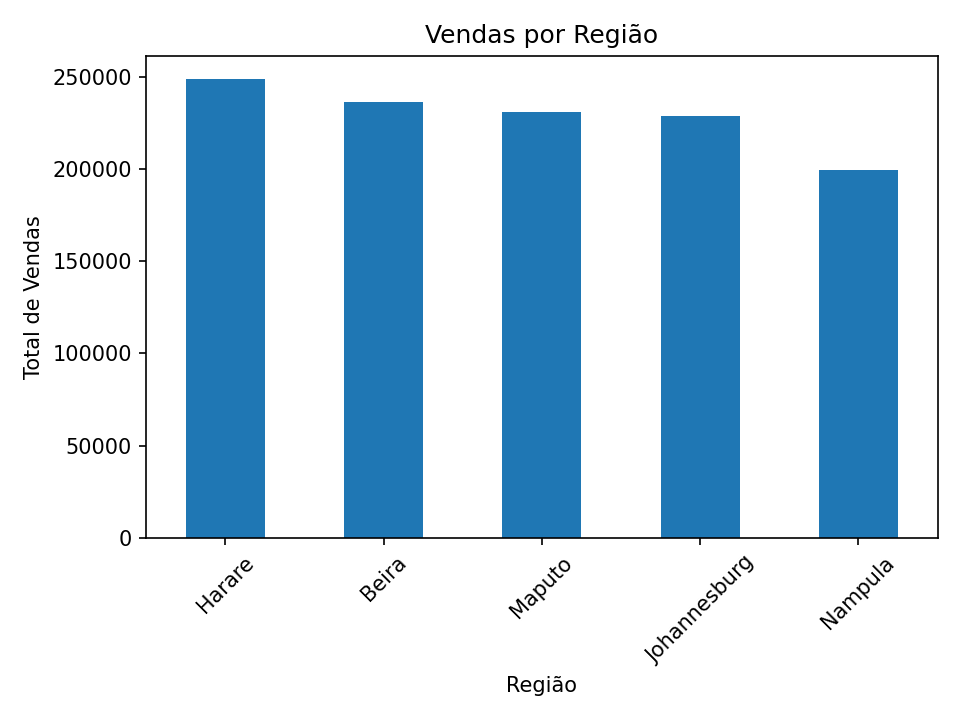 Vendas por Região
Total de Vendas
250000
200000
150000
100000
50000
0
Harare
Beira
Maputo
Johannesburg
Nampula
Região